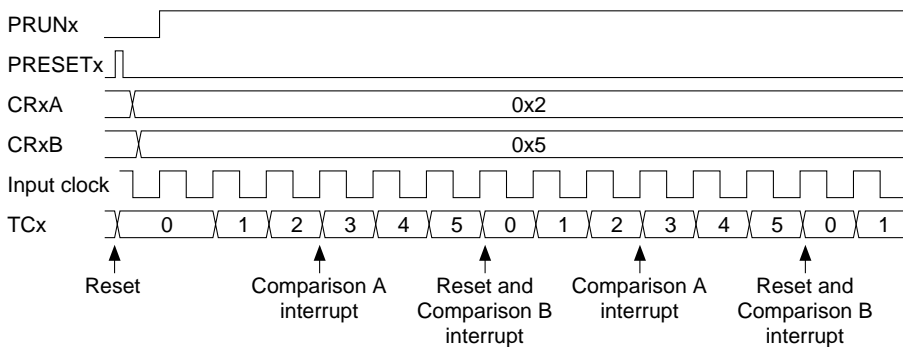 PRUNx
PRESETx
CRxA 0x2
CRxB 0x5
Input clock
TCx 0 1 2 3 4 5 0 1 2 3 4 5 0 1
Reset Comparison A interrupt Reset and Comparison B interrupt Comparison A interrupt Reset and Comparison B interrupt